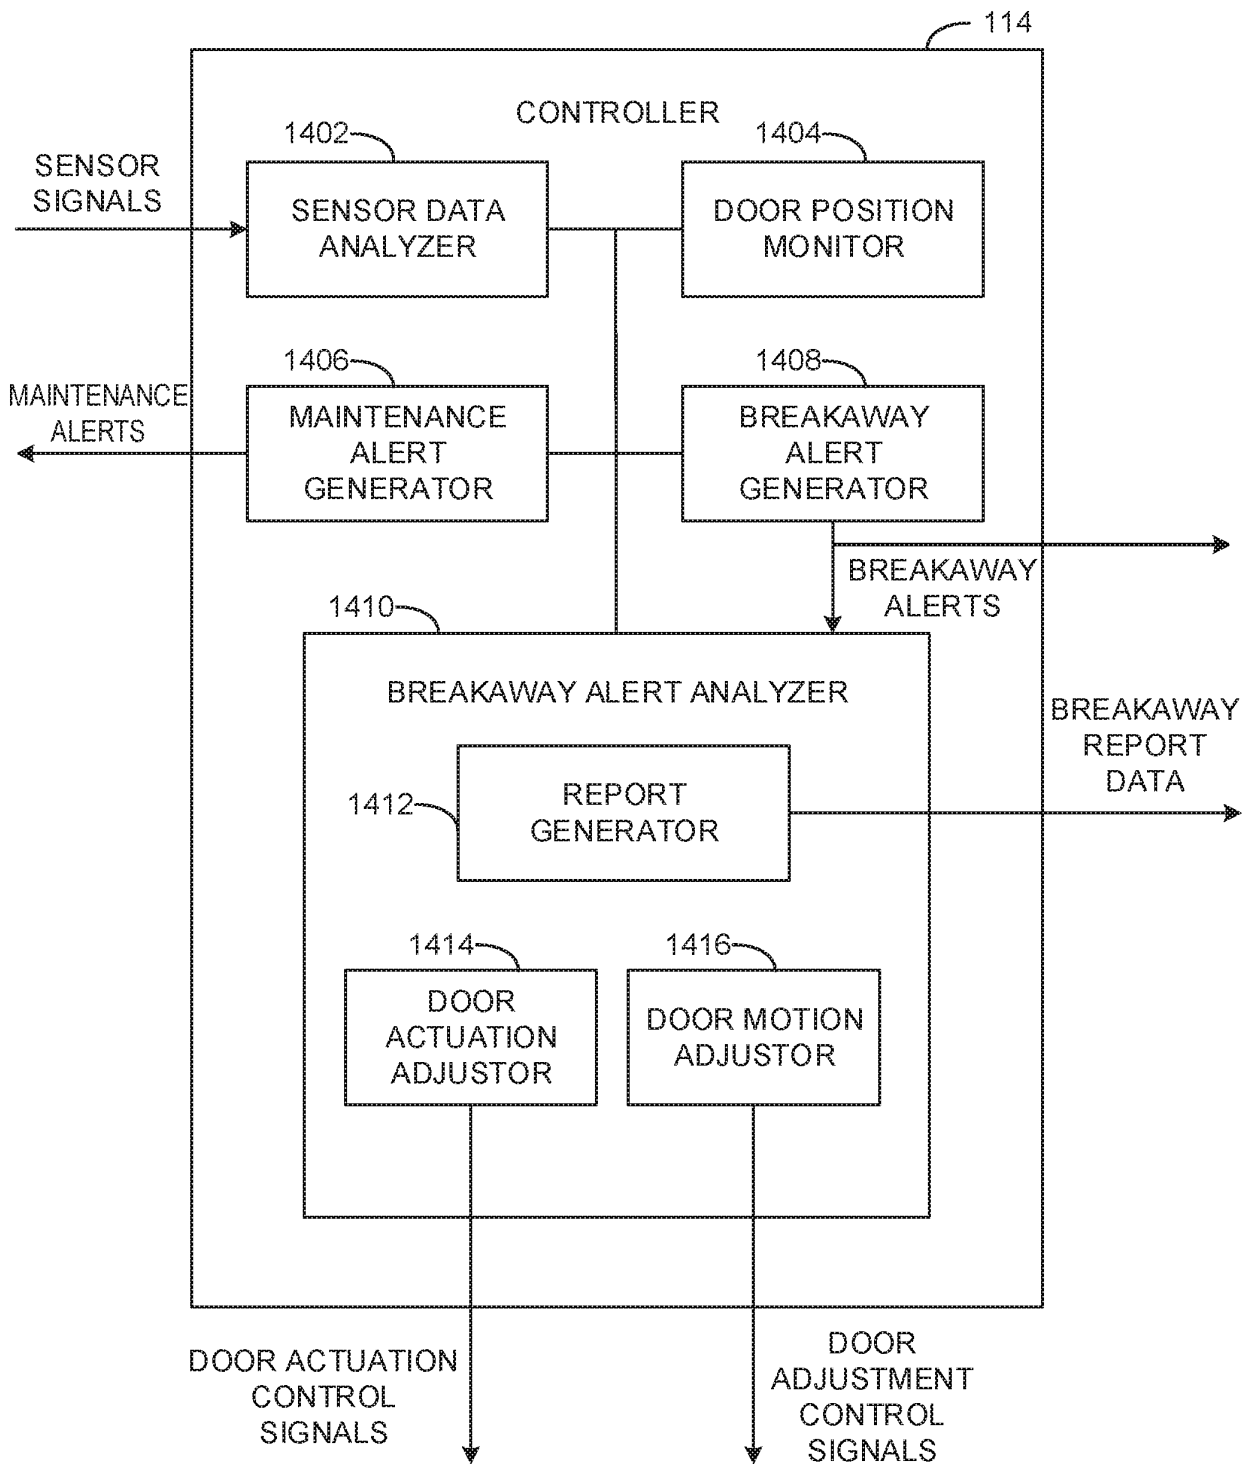 114
CONTROLLER
1402
1404
SENSOR
SIGNALS
SENSOR DATA
ANALYZER
DOOR POSITION
MONITOR
1406
1408
MAINTENANCE
ALERTS
MAINTENANCE
ALERT
GENERATOR
BREAKAWAY
ALERT
GENERATOR
BREAKAWAY
ALERTS
1410
BREAKAWAY ALERT ANALYZER
BREAKAWAY
REPORT
DATA
1412
REPORT
GENERATOR
1414
1416
DOOR
ACTUATION
ADJUSTOR
DOOR MOTION
ADJUSTOR
DOOR ACTUATION
CONTROL
SIGNALS
DOOR
ADJUSTMENT
CONTROL
SIGNALS